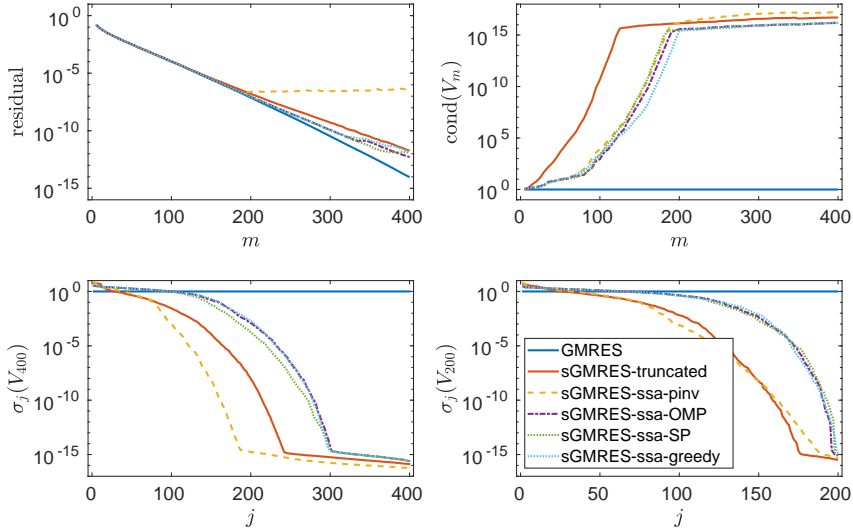 residual
10^0
10^-5
10^-10
10^-15
0 100 200 300 400
m
cond(V_m)
10^15
10^10
10^5
10^0
0 100 200 300 400
m
σ_j(V_400)
10^0
10^-5
10^-10
10^-15
0 100 200 300 400
j
σ_j(V_200)
10^0
10^-5
10^-10
10^-15
0 50 100 150 200
j
GMRES
sGMRES-truncated
sGMRES-ssa-pinv
sGMRES-ssa-OMP
sGMRES-ssa-SP
sGMRES-ssa-greedy